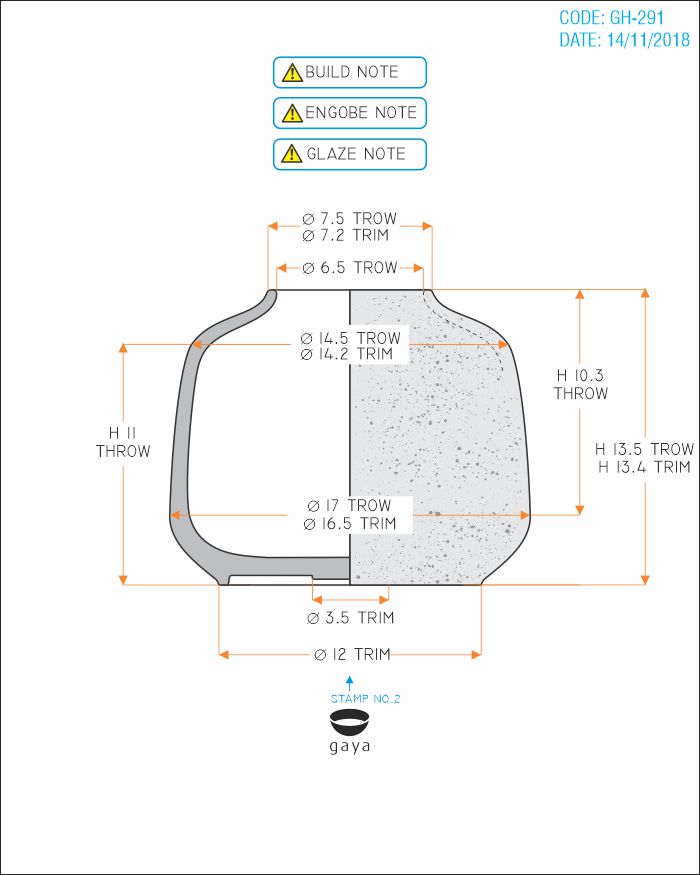 CODE: GH-291
DATE: 14/11/2018
BUILD NOTE
ENGOBE NOTE
GLAZE NOTE
Ø 7.5 TROW
Ø 7.2 TRIM
Ø 6.5 TROW
Ø 14.5 TROW
Ø 14.2 TRIM
H 10.3
THROW
H 11
THROW
H 13.5 TROW
H 13.4 TRIM
Ø 17 TROW
Ø 16.5 TRIM
Ø 3.5 TRIM
Ø 12 TRIM
STAMP NO.2
gaya